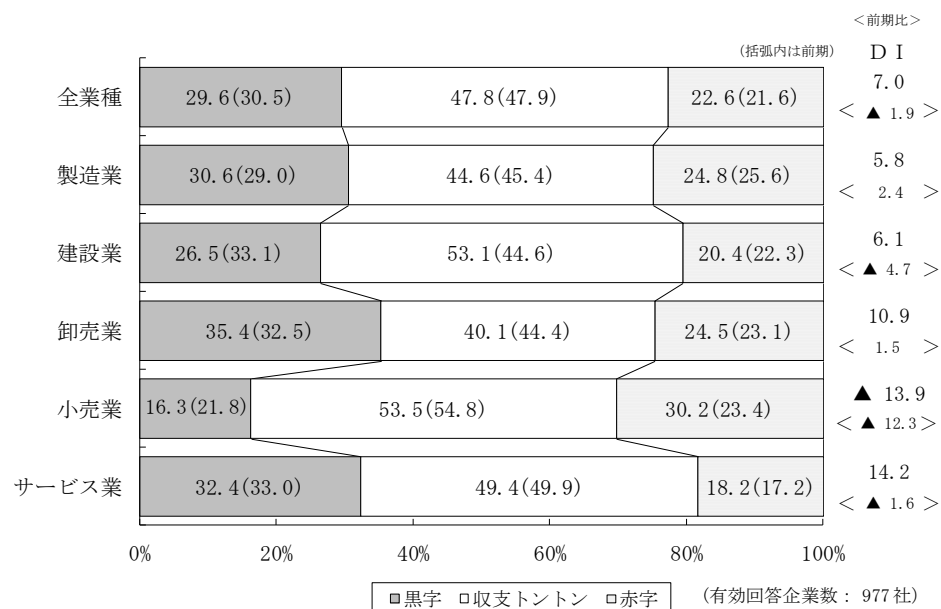 ＜前期比＞
(括弧内は前期) ＤＩ
全業種 29.6(30.5) 47.8(47.9) 22.6(21.6) 7.0
＜ ▲ 1.9 ＞
製造業 30.6(29.0) 44.6(45.4) 24.8(25.6) 5.8
＜ 2.4 ＞
建設業 26.5(33.1) 53.1(44.6) 20.4(22.3) 6.1
＜ ▲ 4.7 ＞
卸売業 35.4(32.5) 40.1(44.4) 24.5(23.1) 10.9
＜ 1.5 ＞
小売業 16.3(21.8) 53.5(54.8) 30.2(23.4) ▲ 13.9
＜ ▲ 12.3 ＞
サービス業 32.4(33.0) 49.4(49.9) 18.2(17.2) 14.2
＜ ▲ 1.6 ＞
0% 20% 40% 60% 80% 100%
黒字 収支トントン 赤字 (有効回答企業数：977社)